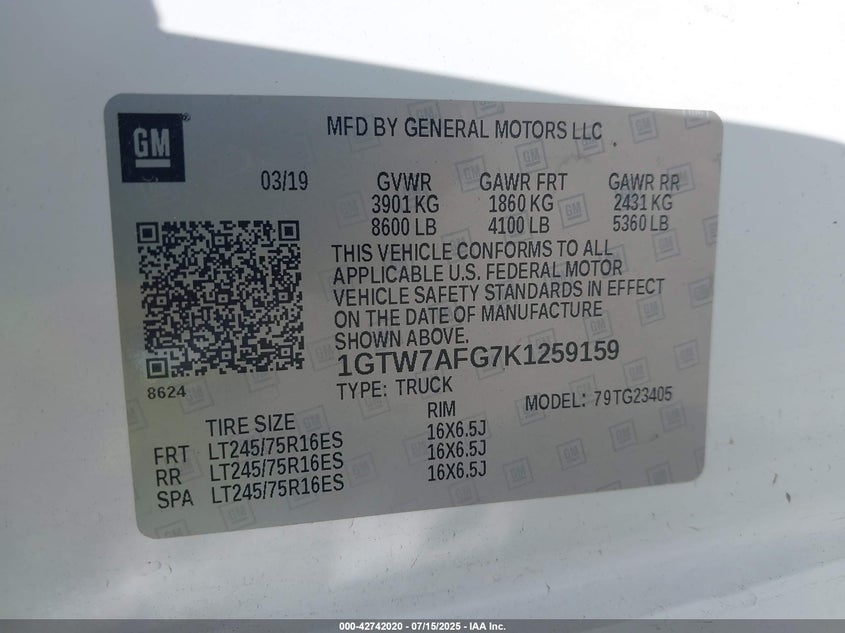 GM
MFD BY GENERAL MOTORS LLC
03/19 GVWR GAWR FRT GAWR RR
3901 KG 1860 KG 2431 KG
8600 LB 4100 LB 5360 LB
THIS VEHICLE CONFORMS TO ALL
APPLICABLE U.S. FEDERAL MOTOR
VEHICLE SAFETY STANDARDS IN EFFECT
ON THE DATE OF MANUFACTURE
SHOWN ABOVE.
1GTW7AFG7K1259159
8624
TYPE: TRUCK
MODEL: 79TG23405
TIRE SIZE RIM
FRT LT245/75R16ES 16X6.5J
RR LT245/75R16ES 16X6.5J
SPA LT245/75R16ES 16X6.5J
000-42742020 - 07/15/2025 - IAA Inc.